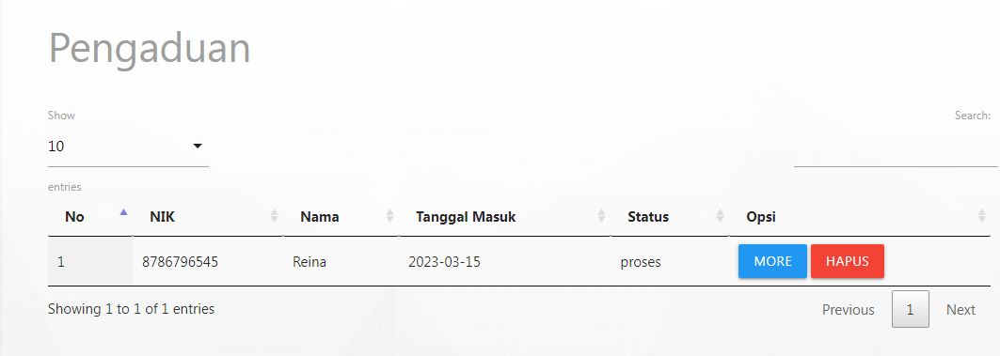 Pengaduan
Show
Search:
10
entries
No NIK Nama Tanggal Masuk Status Opsi
1 8786796545 Reina 2023-03-15 proses MORE HAPUS
Showing 1 to 1 of 1 entries Previous 1 Next